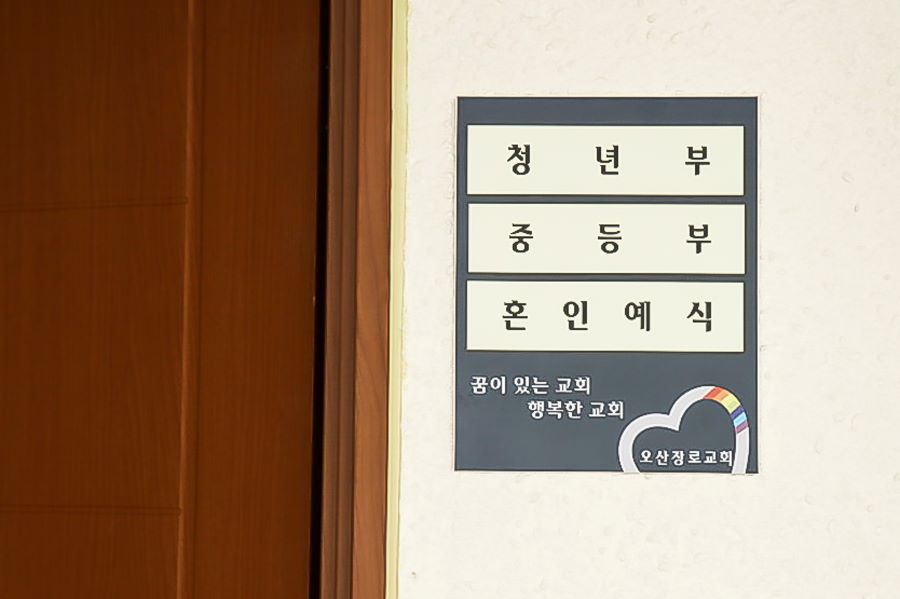 청 년 부
중 등 부
혼 인 예 식
꿈이 있는 교회
행복한 교회
오산장로교회